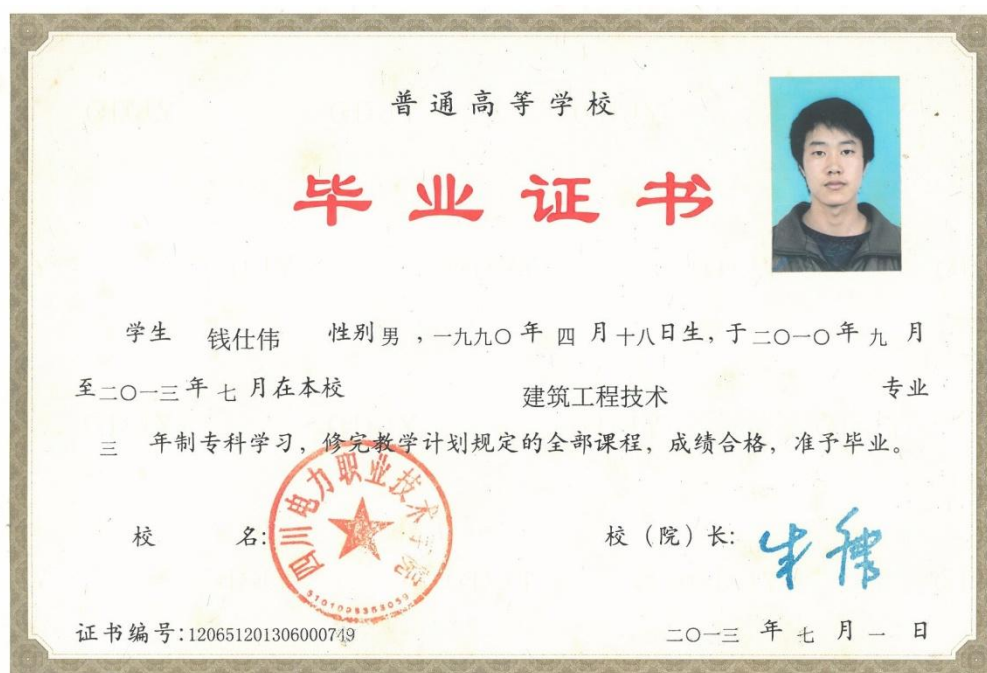 普通高等学校
毕业证书
学生 钱仕伟 性别男，一九九〇年四月十八日生，于二〇一〇年九月
至二〇一三年七月在本校 建筑工程技术 专业
三 年制专科学习，修完教学计划规定的全部课程，成绩合格，准予毕业。
校 名：
四川电力职业技术学院
校（院）长：
证书编号：120651201306000749
二〇一三年七月一日